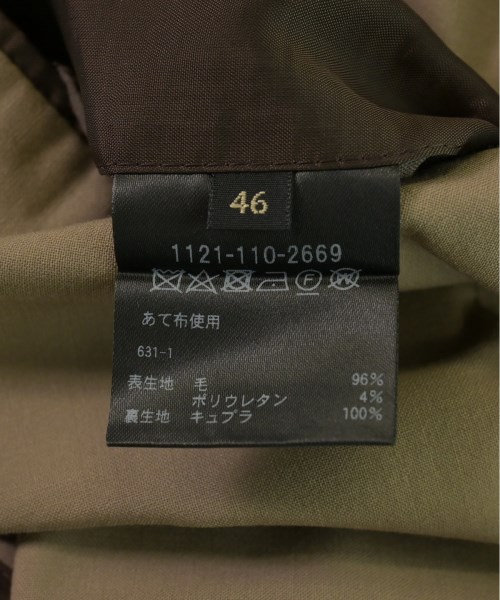 46
1121-110-2669
あて布使用
631-1
表生地 毛 96%
ポリウレタン 4%
裏生地 キュプラ 100%